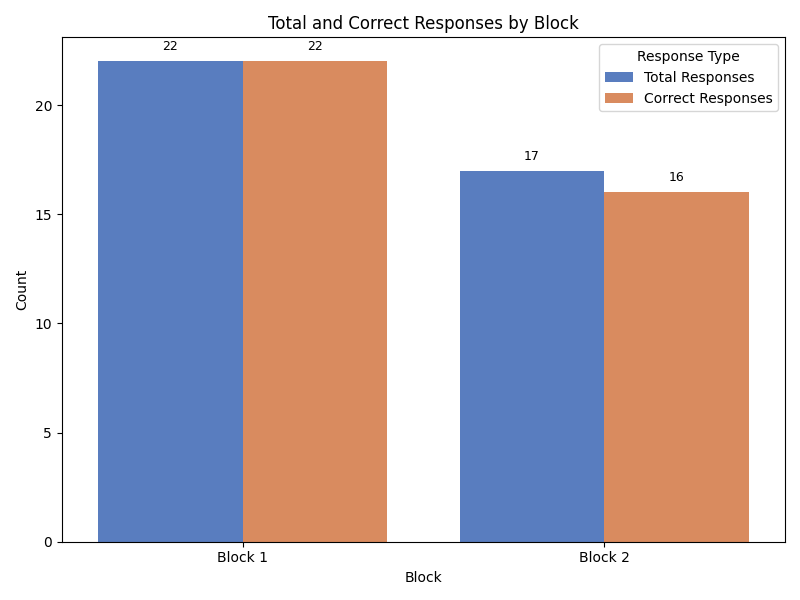 Total and Correct Responses by Block
22
22
17
16
Response Type
Total Responses
Correct Responses
Count
20
15
10
5
0
Block 1
Block 2
Block